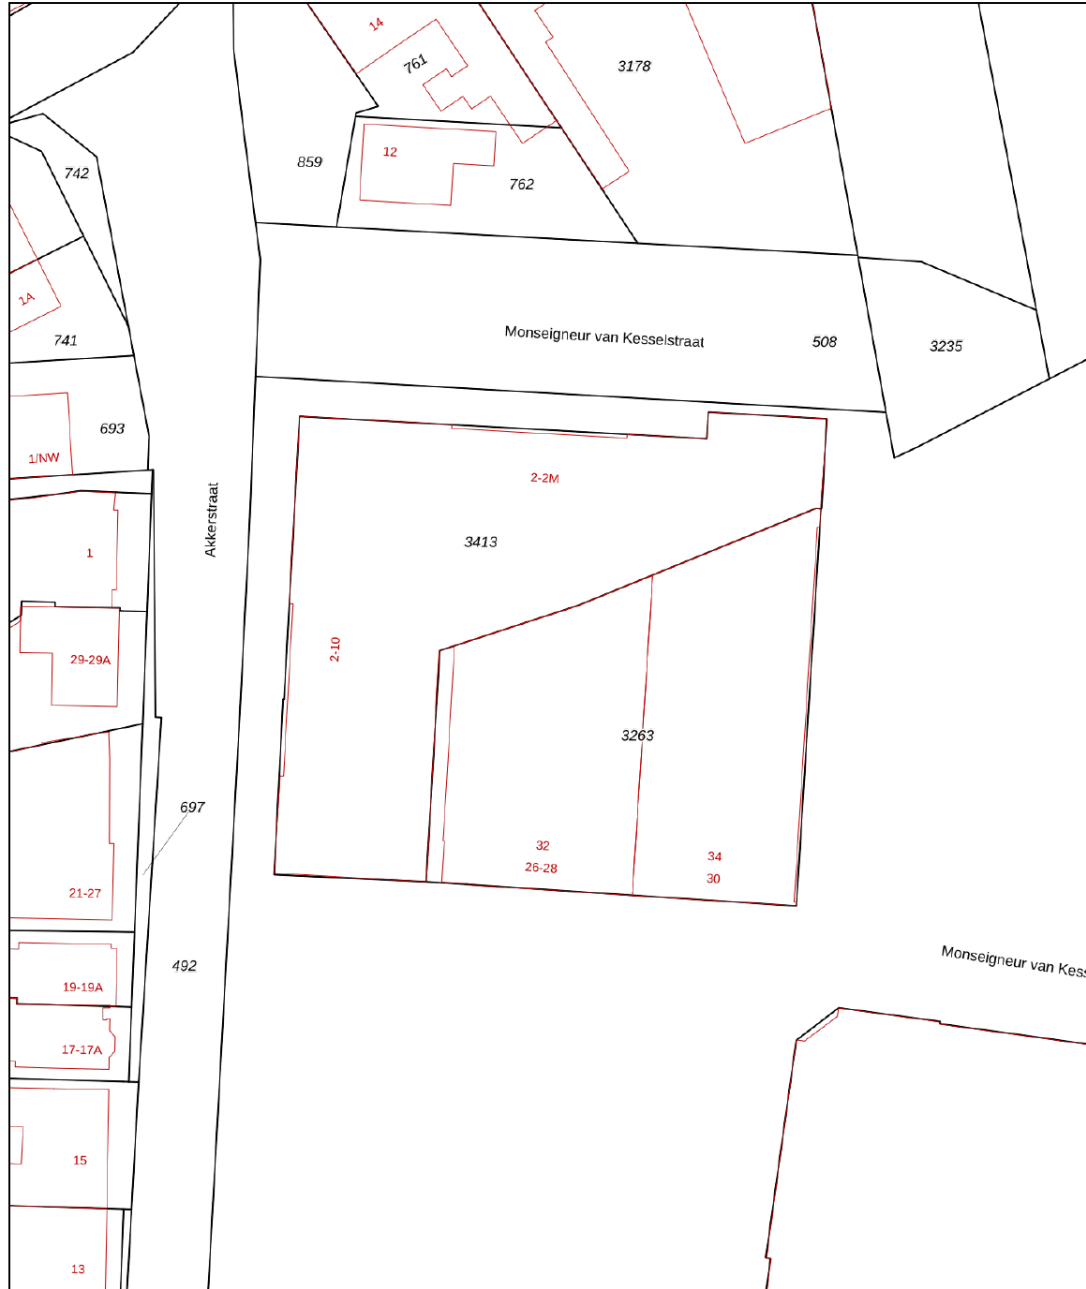 14
761
3178
12
859
742
762
1A
741
Monseigneur van Kesselstraat
508
3235
693
1/NW
2-2M
Akkerstraat
3413
1
2-10
29-29A
3263
697
32
34
26-28
30
21-27
492
Monseigneur van Kess
19-19A
17-17A
15
13